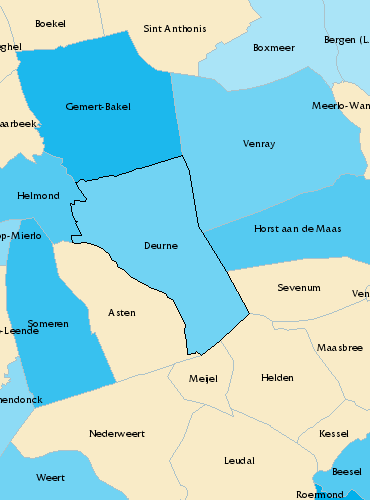 Boekel
Sint Anthonis
Bergen (L.
ghel
Boxmeer
Gemert-Bakel
Meerlo-Wan
aarbeek
Venray
Helmond
Horst aan de Maas
op-Mierlo
Deurne
Sevenum
Ven
Asten
Someren
-Leende
Maasbree
Meijel
Helden
nendonck
Nederweert
Kessel
Leudal
Beesel
Weert
Roermond